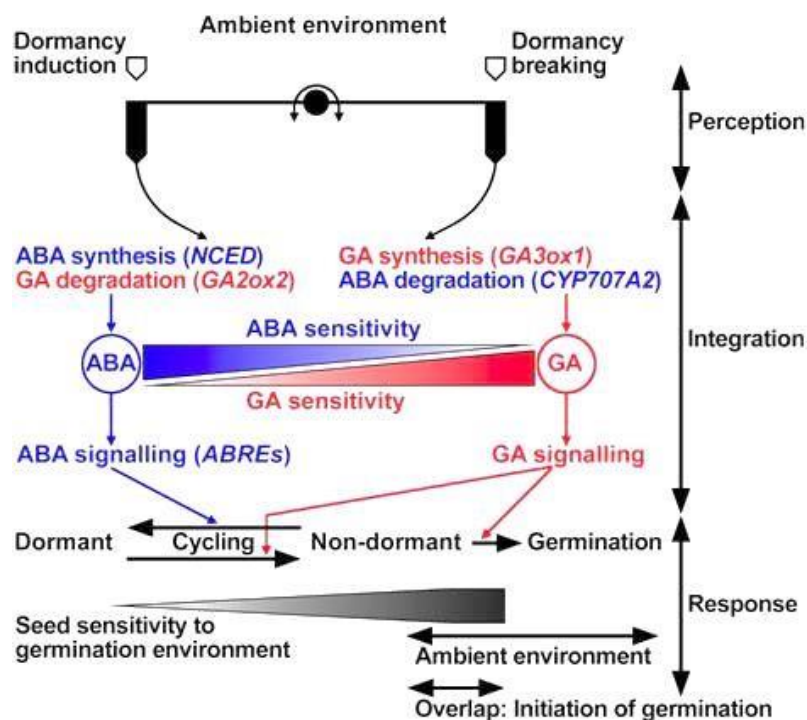 Ambient environment
Dormancy
induction
Dormancy
breaking
Perception
ABA synthesis (NCED)
GA degradation (GA2ox2)
GA synthesis (GA3ox1)
ABA degradation (CYP707A2)
ABA sensitivity
ABA
GA
GA sensitivity
Integration
ABA signalling (ABREs)
GA signalling
Dormant
Cycling
Non-dormant
Germination
Response
Seed sensitivity to
germination environment
Ambient environment
Overlap: Initiation of germination